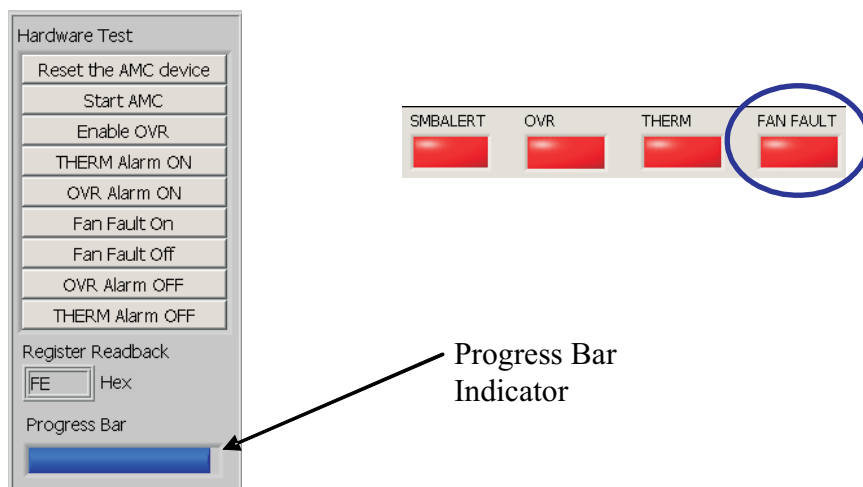 Hardware Test
Reset the AMC device
Start AMC
Enable OVR
THERM Alarm ON
OVR Alarm ON
Fan Fault On
Fan Fault Off
OVR Alarm OFF
THERM Alarm OFF
Register Readback
FE Hex
Progress Bar
SMBALERT OVR THERM FAN FAULT
Progress Bar
Indicator